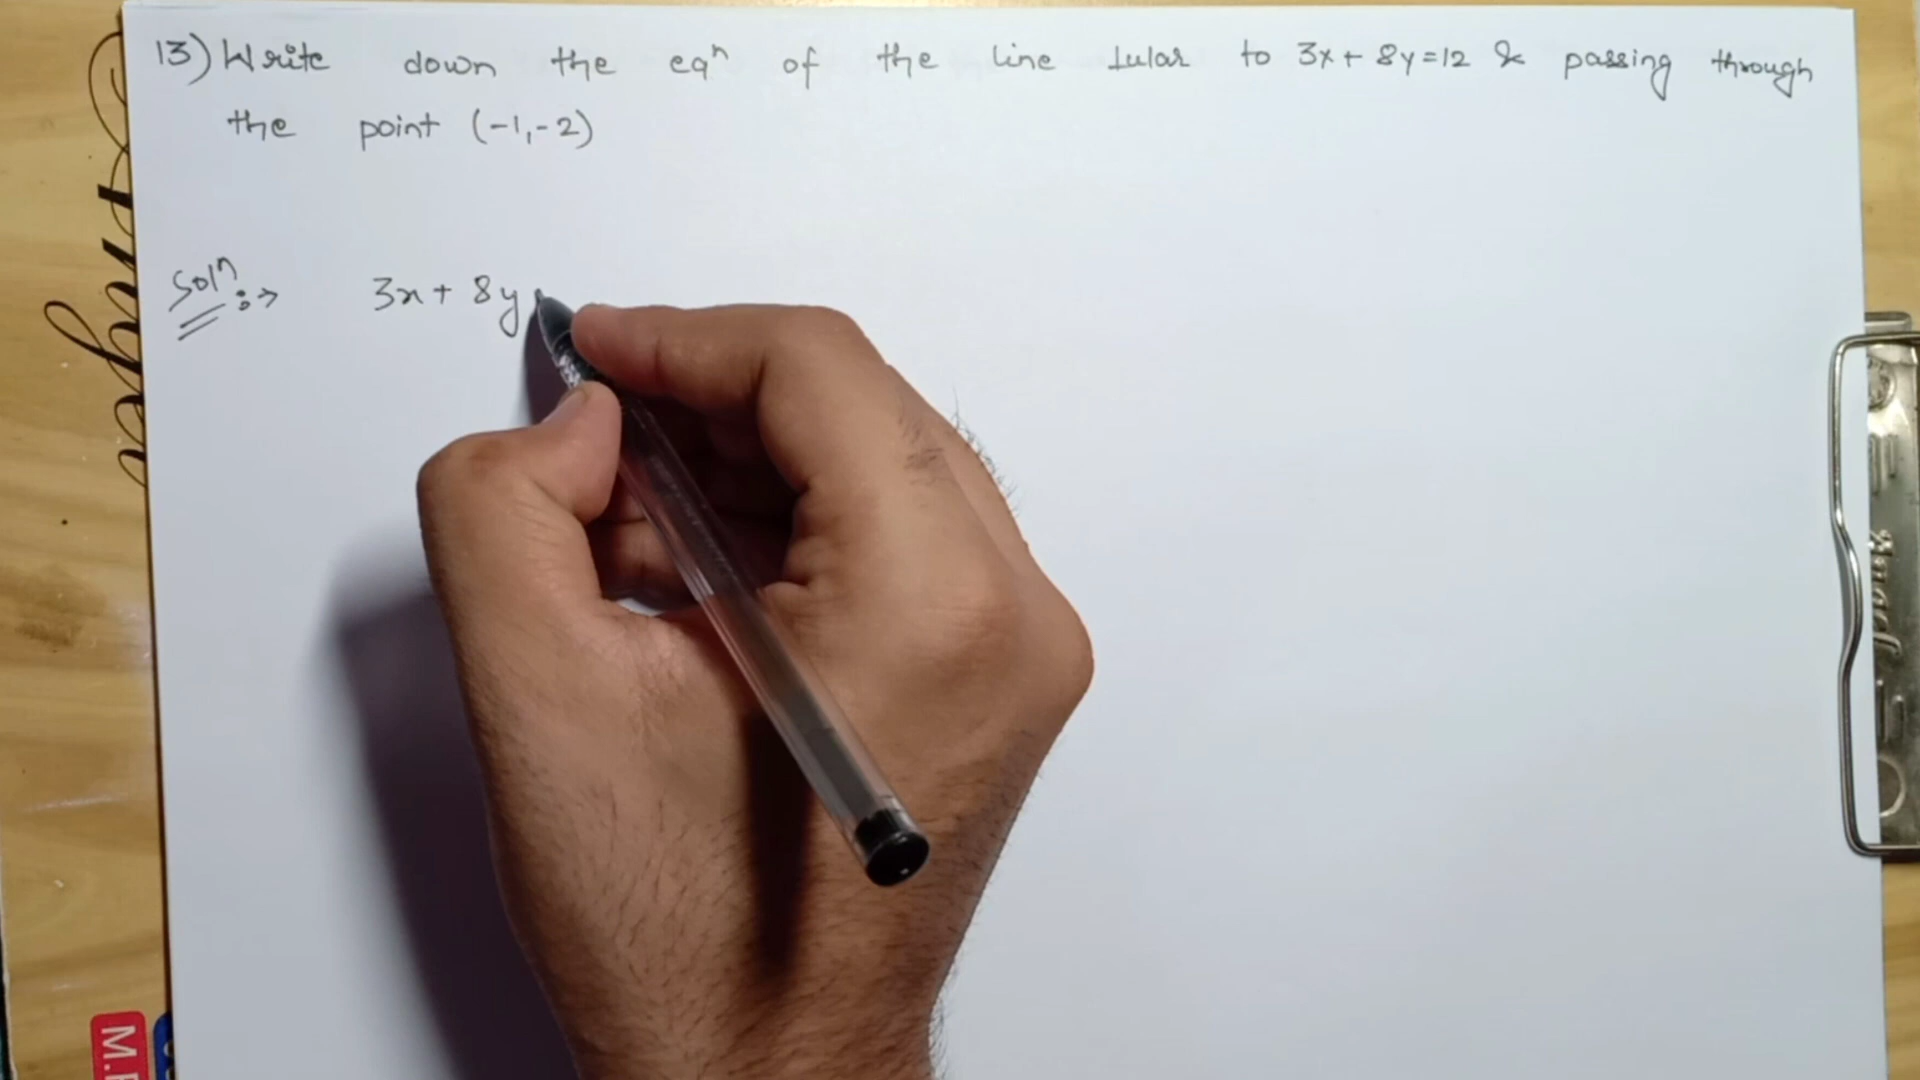 13) Write down the eqⁿ of the line ⊥ular to 3x + 8y = 12 & passing through
the point (-1, -2)
Solⁿ :→ 3x + 8y
M.